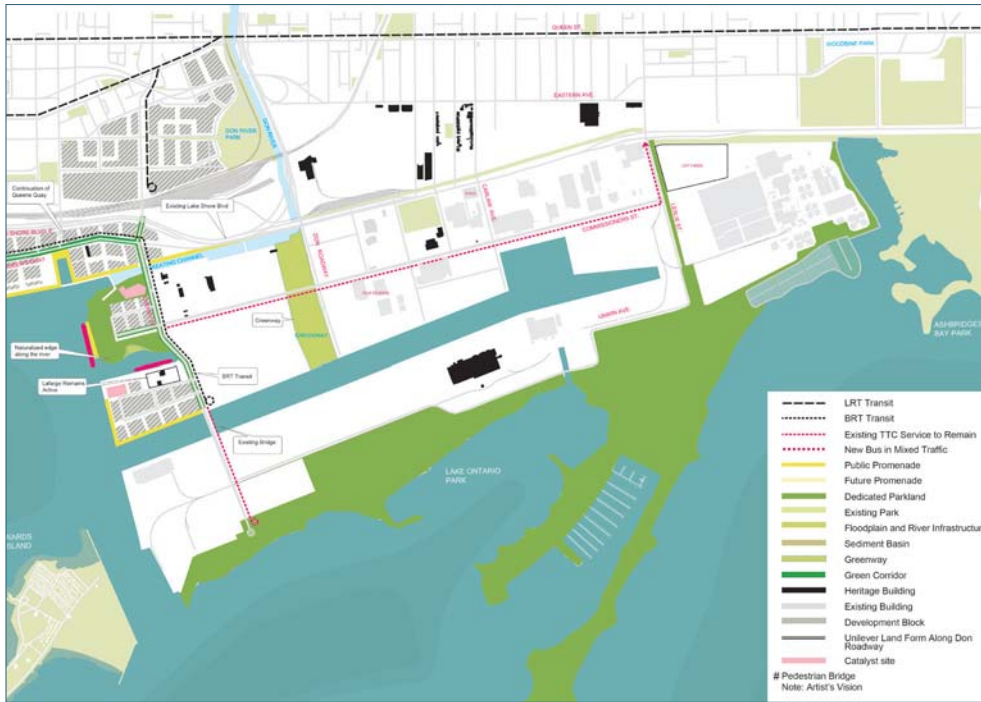 QUEEN ST.
WOODBINE PARK
EASTERN AVE.
DON RIVER
PARK
DON RIVER
Continuation of
Queens Quay
Existing Lake Shore Blvd
CARLAW AVE.
LESLIE ST.
COMMISSIONERS ST.
DON ROADWAY
KEATING CHANNEL
Greenway
GREENWAY
UNWIN AVE.
ASHBRIDGES
BAY PARK
Naturalized edge
along the river
Lafarge Remains
Active
BRT Transit
Existing Bridge
LAKE ONTARIO
PARK
LRT Transit
BRT Transit
Existing TTC Service to Remain
New Bus in Mixed Traffic
Public Promenade
Future Promenade
Dedicated Parkland
Existing Park
Floodplain and River Infrastructur
Sediment Basin
Greenway
Green Corridor
Heritage Building
Existing Building
Development Block
Unilever Land Form Along Don
Roadway
Catalyst site
# Pedestrian Bridge
Note: Artist's Vision